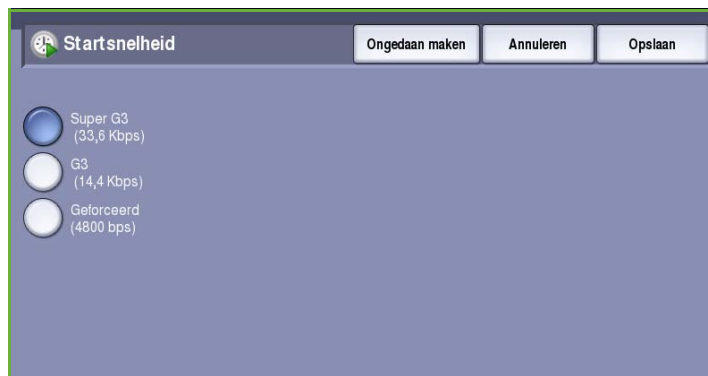 Startsnelheid
Ongedaan maken
Annuleren
Opslaan
Super G3
(33,6 Kbps)
G3
(14,4 Kbps)
Geforceerd
(4800 bps)